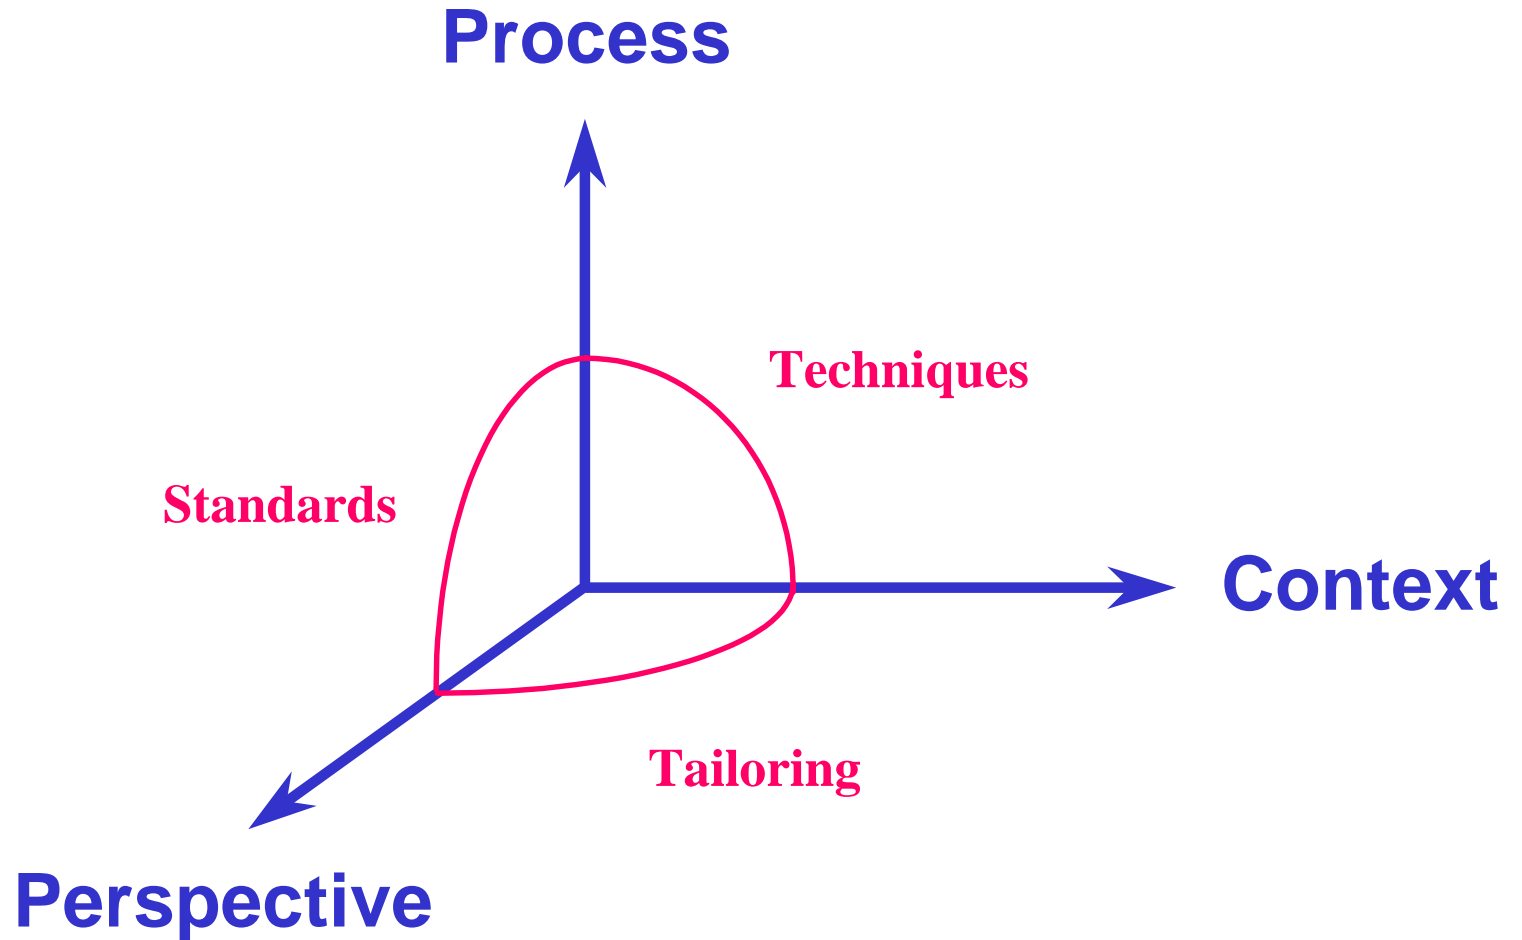 Process
Techniques
Standards
Context
Tailoring
Perspective